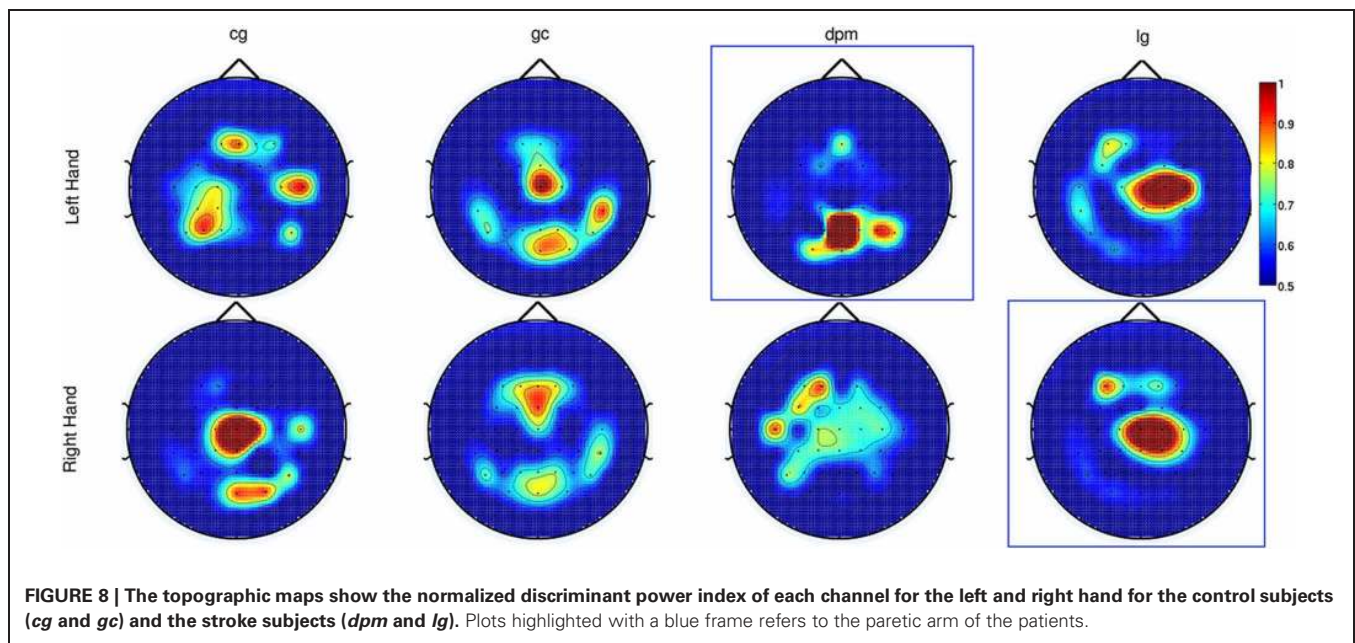 cg gc dpm lg
Left Hand
1
0.9
0.8
0.7
0.6
0.5
Right Hand
FIGURE 8 | The topographic maps show the normalized discriminant power index of each channel for the left and right hand for the control subjects
(cg and gc) and the stroke subjects (dpm and lg). Plots highlighted with a blue frame refers to the paretic arm of the patients.